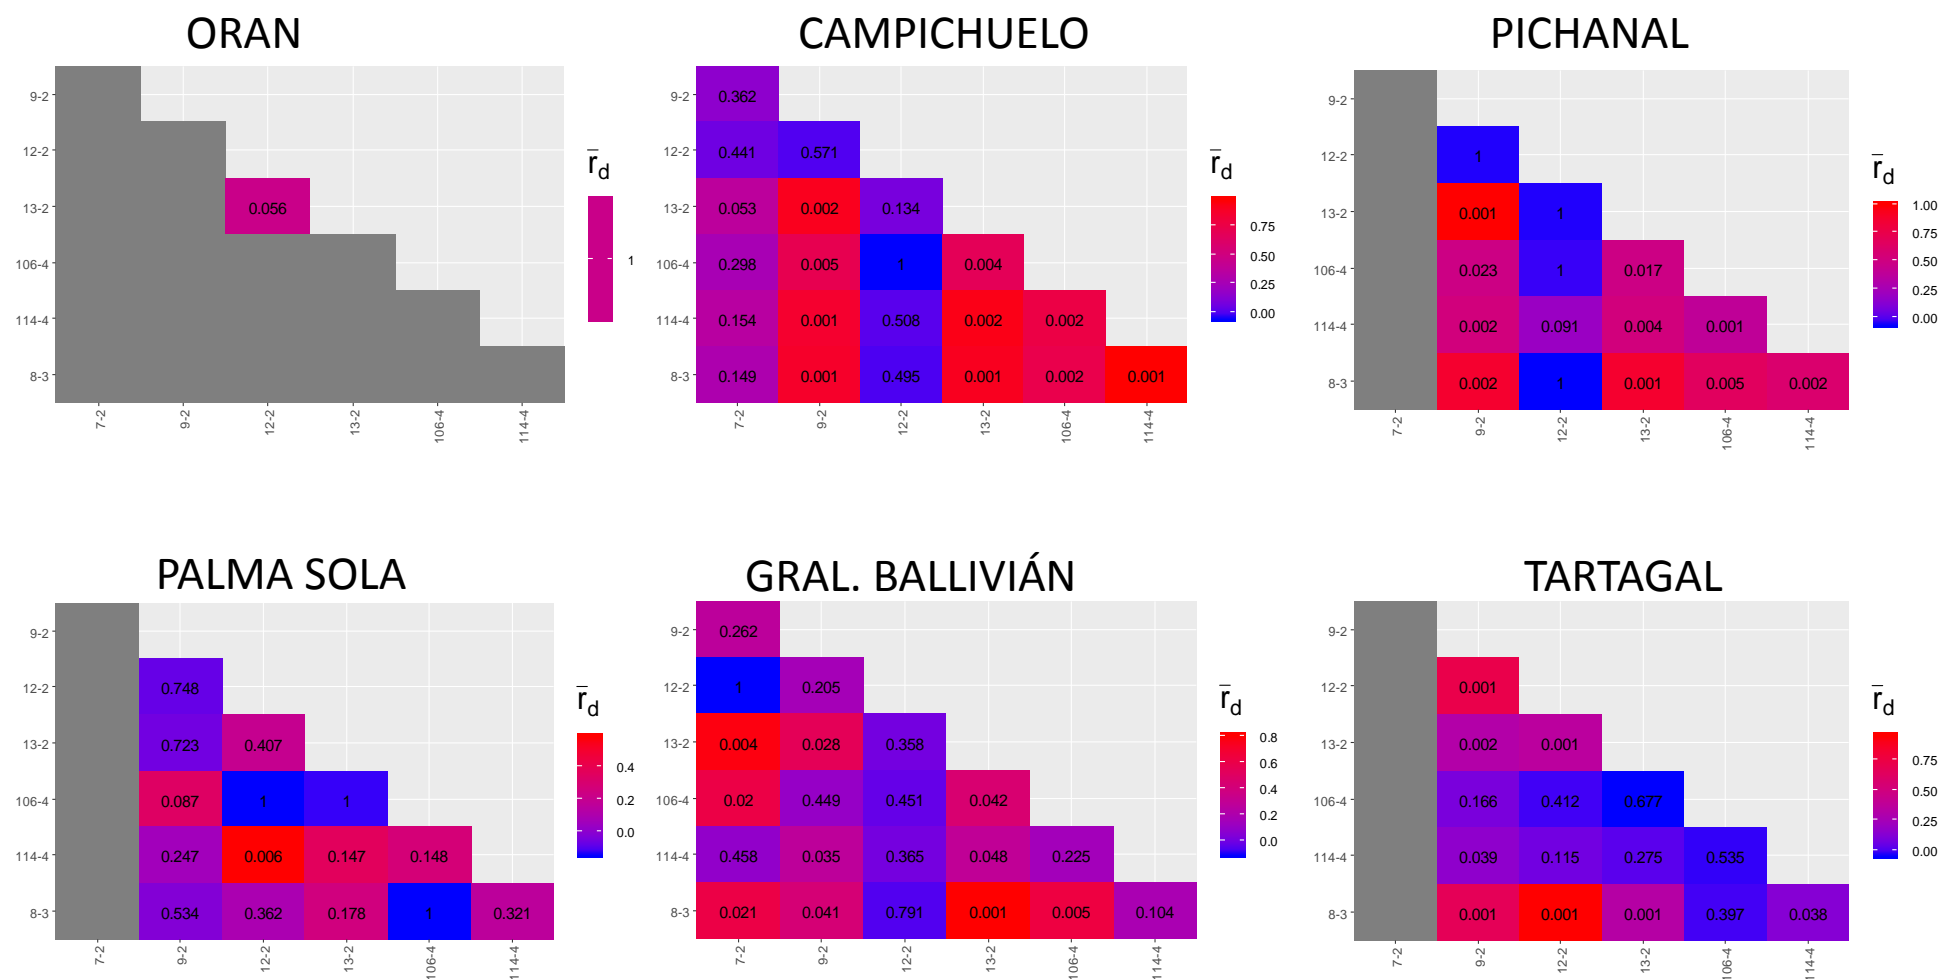 ORAN
9-2
12-2
13-2 0.056
106-4
114-4
8-3
7-2 9-2 12-2 13-2 106-4 114-4
r̄d
1
CAMPICHUELO
9-2 0.362
12-2 0.441 0.571
13-2 0.053 0.002 0.134
106-4 0.298 0.005 1 0.004
114-4 0.154 0.001 0.508 0.002 0.002
8-3 0.149 0.001 0.495 0.001 0.002 0.001
7-2 9-2 12-2 13-2 106-4 114-4
r̄d
0.75
0.50
0.25
0.00
PICHANAL
9-2
12-2 1
13-2 0.001 1
106-4 0.023 1 0.017
114-4 0.002 0.091 0.004 0.001
8-3 0.002 1 0.001 0.005 0.002
7-2 9-2 12-2 13-2 106-4 114-4
r̄d
1.00
0.75
0.50
0.25
0.00
PALMA SOLA
9-2
12-2 0.748
13-2 0.723 0.407
106-4 0.087 1 1
114-4 0.247 0.006 0.147 0.148
8-3 0.534 0.362 0.178 1 0.321
7-2 9-2 12-2 13-2 106-4 114-4
r̄d
0.4
0.2
0.0
GRAL. BALLIVIÁN
9-2 0.262
12-2 1 0.205
13-2 0.004 0.028 0.358
106-4 0.02 0.449 0.451 0.042
114-4 0.458 0.035 0.365 0.048 0.225
8-3 0.021 0.041 0.791 0.001 0.005 0.104
7-2 9-2 12-2 13-2 106-4 114-4
r̄d
0.8
0.6
0.4
0.2
0.0
TARTAGAL
9-2
12-2 0.001
13-2 0.002 0.001
106-4 0.166 0.412 0.677
114-4 0.039 0.115 0.275 0.535
8-3 0.001 0.001 0.001 0.397 0.038
7-2 9-2 12-2 13-2 106-4 114-4
r̄d
0.75
0.50
0.25
0.00